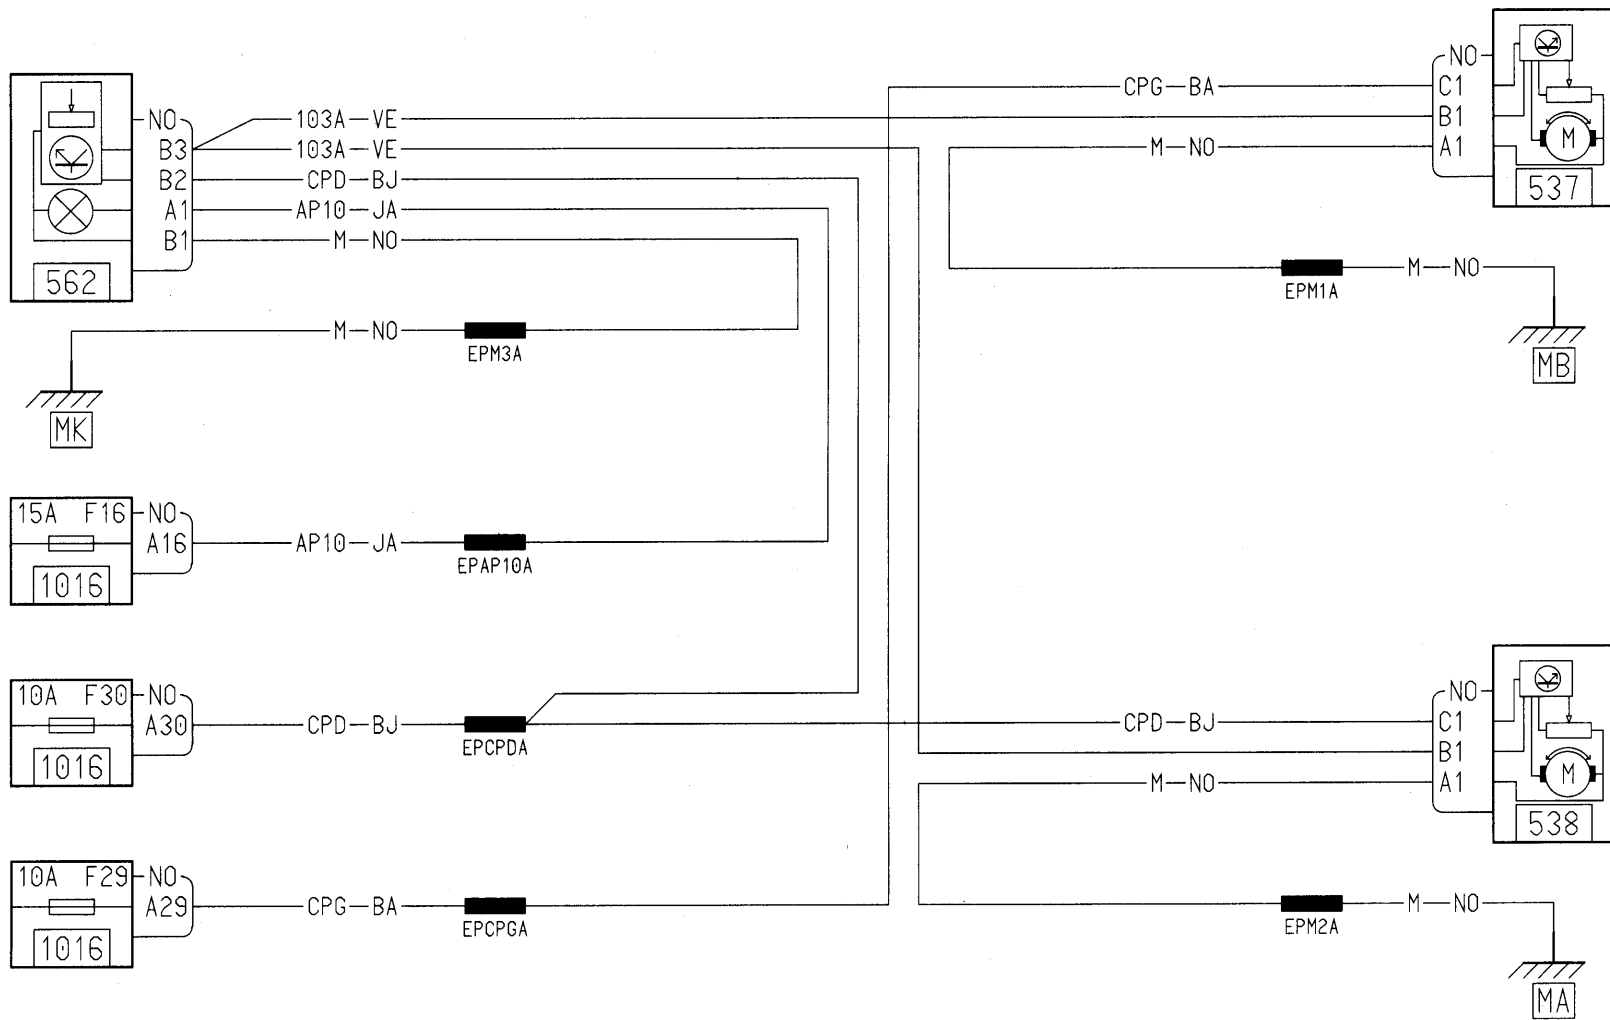 NO
B3
B2
A1
B1
562
103A—VE
103A—VE
CPD—BJ
AP10—JA
M—NO
M—NO
EPM3A
MK
15A F16
NO
A16
1016
AP10—JA
EPAP10A
10A F30
NO
A30
1016
CPD—BJ
EPCPDA
10A F29
NO
A29
1016
CPG—BA
EPCPGA
CPG—BA
M—NO
NO
C1
B1
A1
M
537
EPM1A
M—NO
MB
CPD—BJ
M—NO
NO
C1
B1
A1
M
538
EPM2A
M—NO
MA